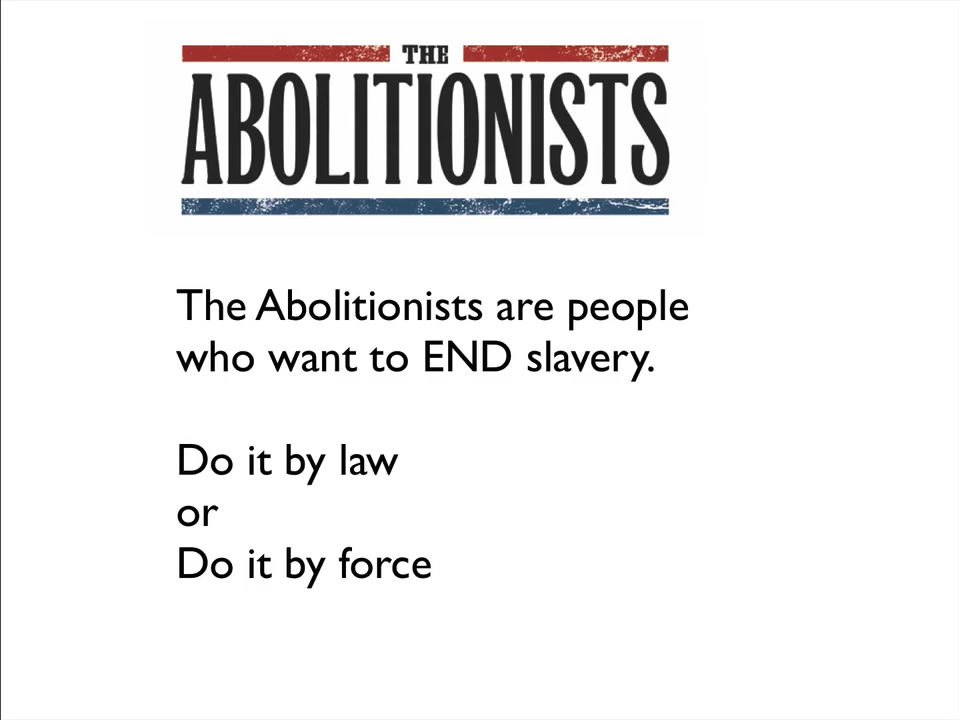 THE
ABOLITIONISTS
The Abolitionists are people
who want to END slavery.
Do it by law
or
Do it by force